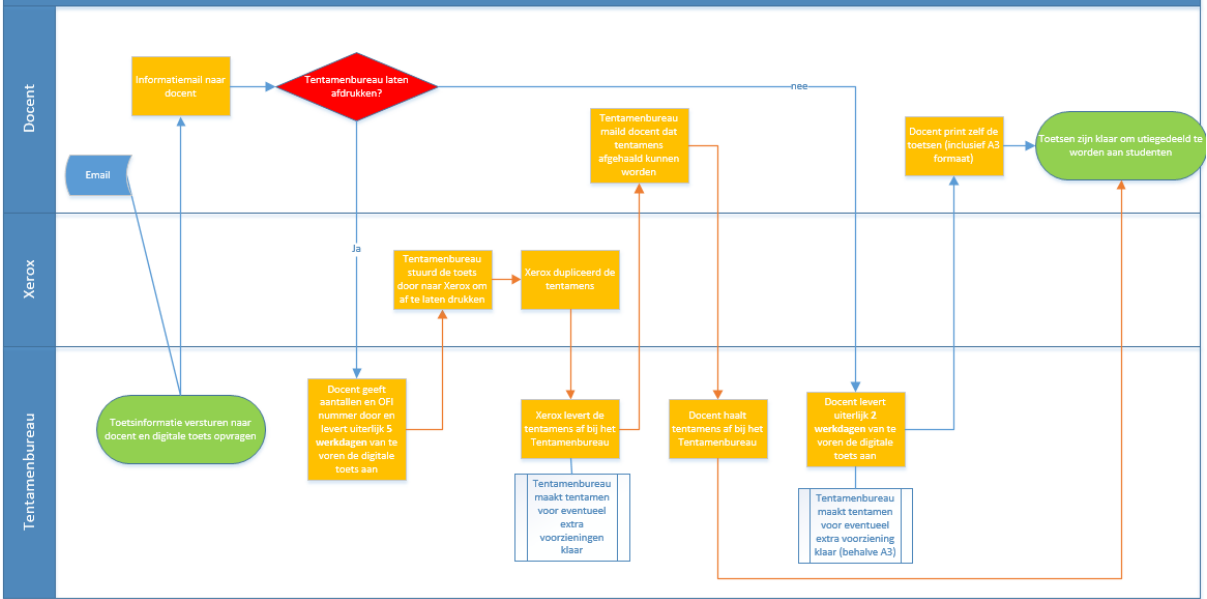 Docent
Informatiemail naar
docent
Tentamenbureau laten
afdrukken?
nee
Tentamenbureau
maild docent dat
tentamens
afgehaald kunnen
worden
Docent print zelf de
toetsen (inclusief A3
formaat)
Toetsen zijn klaar om utiegedeeld te
worden aan studenten
Email
Xerox
Ja
Tentamenbureau
stuurd de toets
door naar Xerox om
af te laten drukken
Xerox dupliceerd de
tentamens
Tentamenbureau
Toetsinformatie versturen naar
docent en digitale toets opvragen
Docent geeft
aantallen en OFI
nummer door en
levert uiterlijk 5
werkdagen van te
voren de digitale
toets aan
Xerox levert de
tentamens af bij het
Tentamenbureau
Docent haalt
tentamens af bij het
Tentamenbureau
Docent levert
uiterlijk 2
werkdagen van te
voren de digitale
toets aan
Tentamenbureau
maakt tentamen
voor eventueel
extra
voorzieningen
klaar
Tentamenbureau
maakt tentamen
voor eventueel
extra voorziening
klaar (behalve A3)